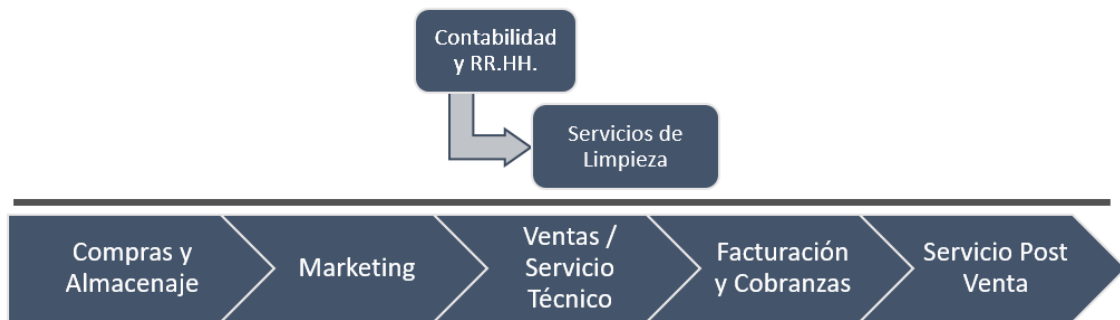 Contabilidad
y RR.HH.
Servicios de
Limpieza
Compras y
Almacenaje
Marketing
Ventas /
Servicio
Técnico
Facturación
y Cobranzas
Servicio Post
Venta